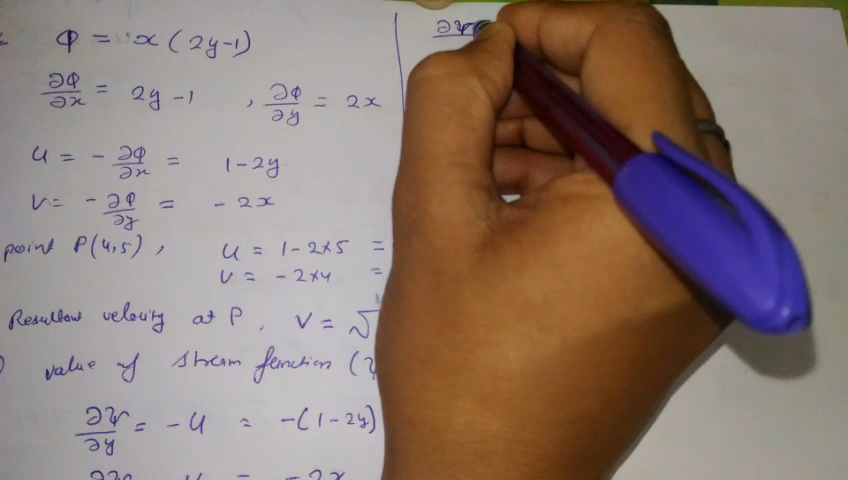 φ = x(2y-1)
∂φ/∂x = 2y-1 , ∂φ/∂y = 2x
u = -∂φ/∂x = 1-2y.
V = -∂φ/∂y = -2x
point P(4,5), u = 1-2×5 =
v = -2×4 =
velocity at P, V = √
value of stream function (ψ
∂ψ/∂y = -u = -(1-2y)
= -2x
∂ψ